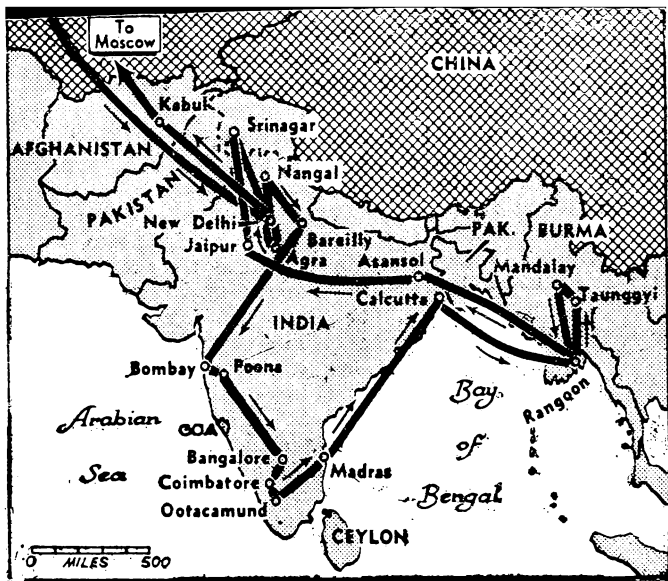 To
Moscow
CHINA
Kabul
Srinagar
AFGHANISTAN
Nangal
PAKISTAN
New Delhi
Jaipur
Agra
Bareilly
PAK.
BURMA
Asansol
Mandalay
Taunggyi
Calcutta
INDIA
Bombay
Poona
Rangoon
Arabian
Sea
GOA
Bay
of
Bengal
Bangalore
Coimbatore
Ootacamund
Madras
CEYLON
0 MILES 500